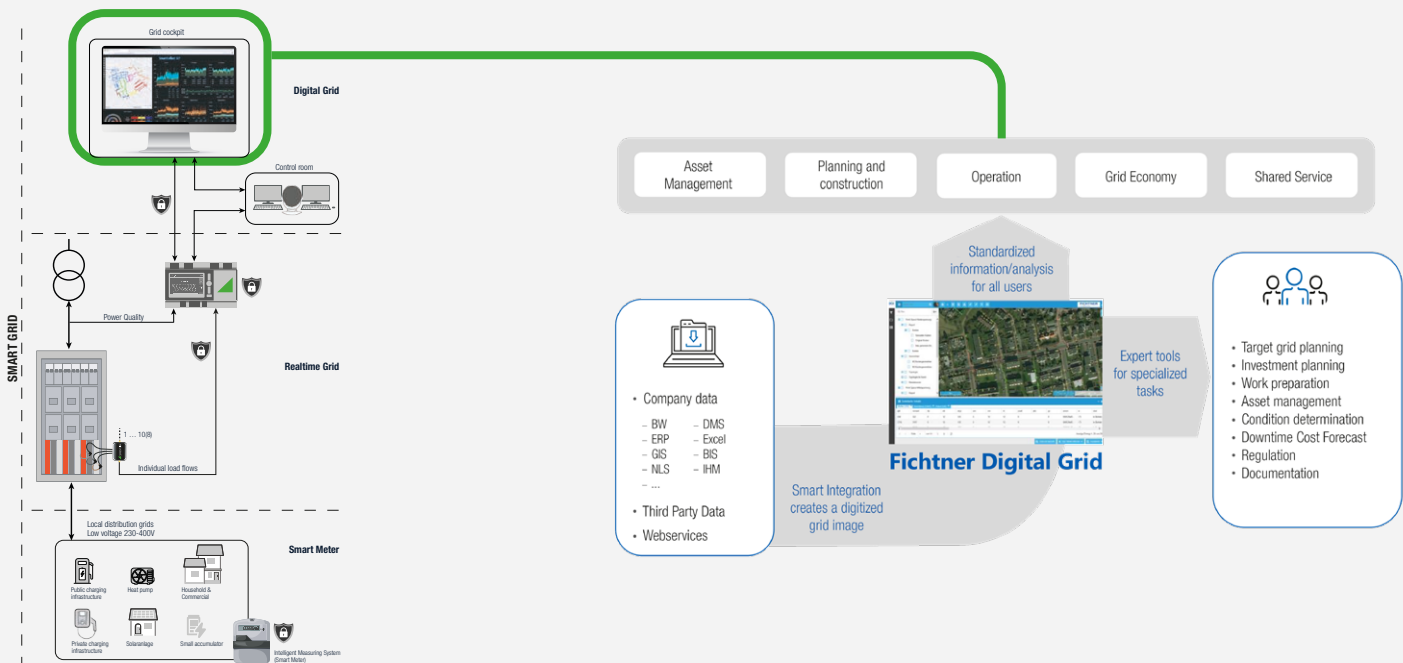 Grid cockpit
Digital Grid
Control room
SMART GRID
Power Quality
Realtime Grid
1 ... 10(8)
Individual load flows
Local distribution grids
Low voltage 230-400V
Smart Meter
Public charging
infrastructure
Heat pump
Household &
Commercial
Private charging
infrastructure
Solaranlage
Small accumulator
Intelligent Measuring System
(Smart Meter)
Asset
Management
Planning and
construction
Operation
Grid Economy
Shared Service
Standardized
information/analysis
for all users
• Company data
– BW
– DMS
– ERP
– Excel
– GIS
– BIS
– NLS
– IHM
– ...
• Third Party Data
• Webservices
Smart Integration
creates a digitized
grid image
Fichtner Digital Grid
Expert tools
for specialized
tasks
• Target grid planning
• Investment planning
• Work preparation
• Asset management
• Condition determination
• Downtime Cost Forecast
• Regulation
• Documentation